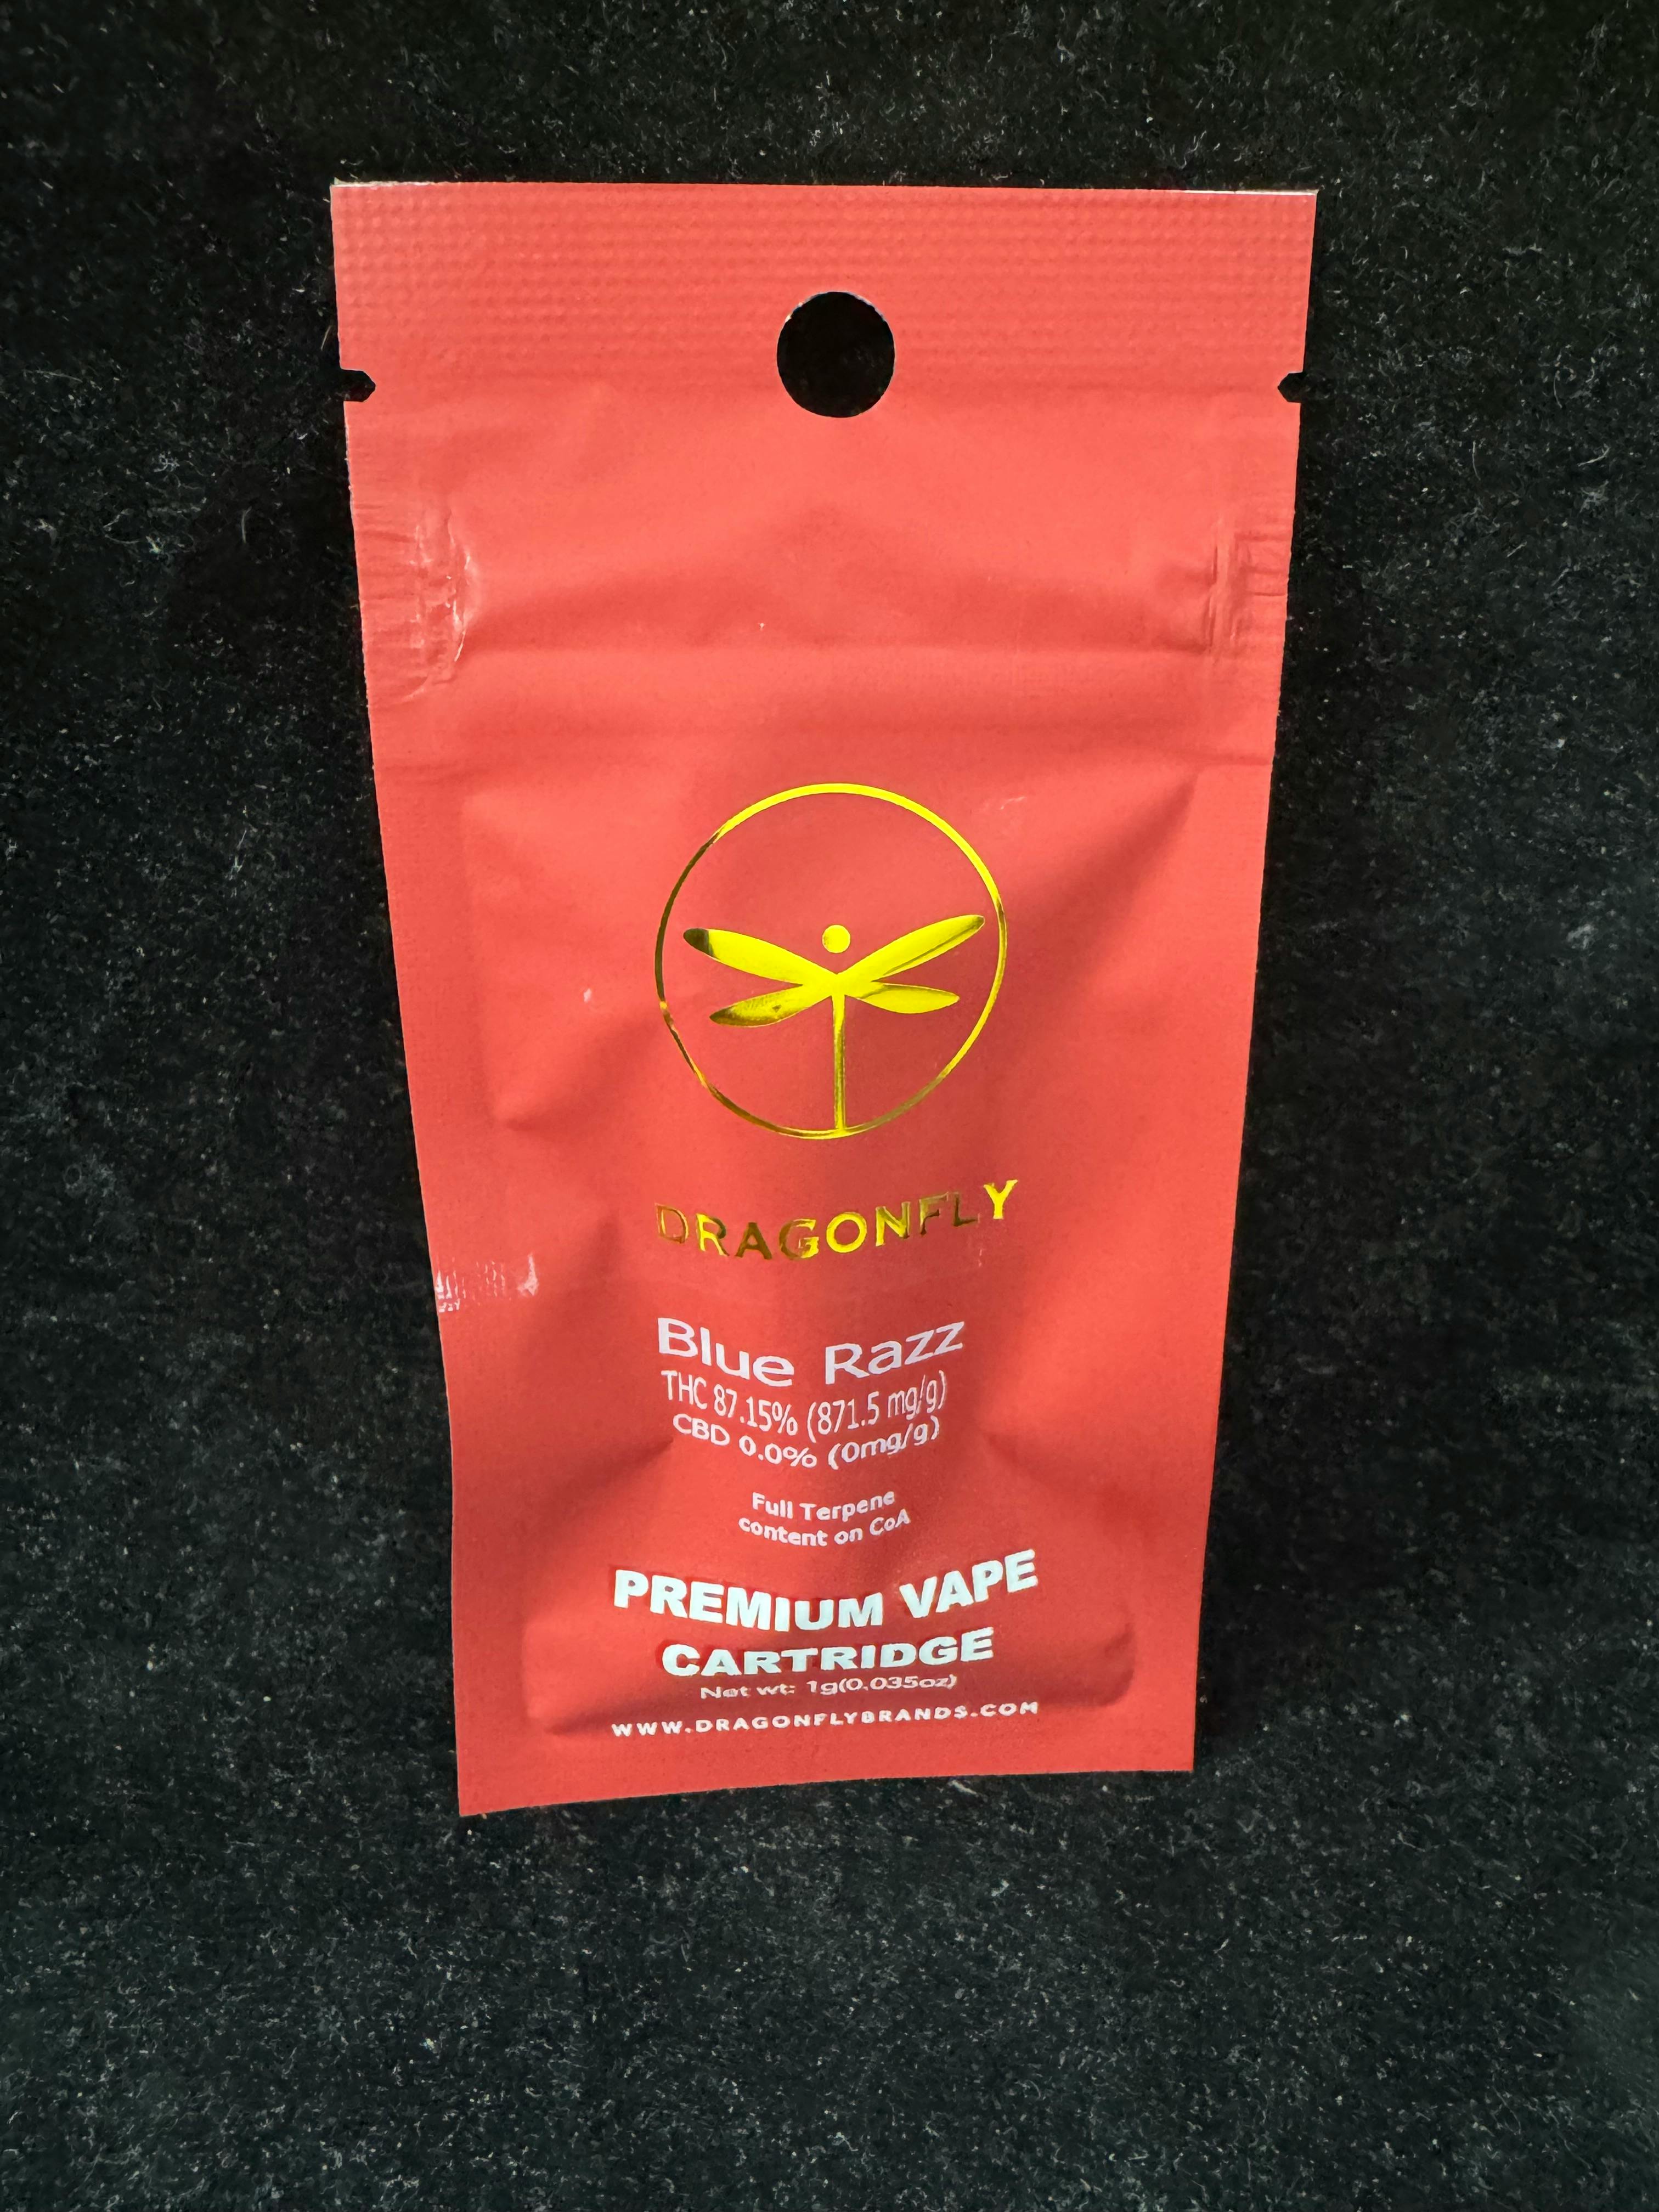 DRAGONFLY
Blue Razz
THC 87.15% (871.5 mg/g)
CBD 0.0% (0mg/g)
Full Terpene
content on CoA
PREMIUM VAPE
CARTRIDGE
Net wt: 1g(0.035oz)
WWW.DRAGONFLYBRANDS.COM